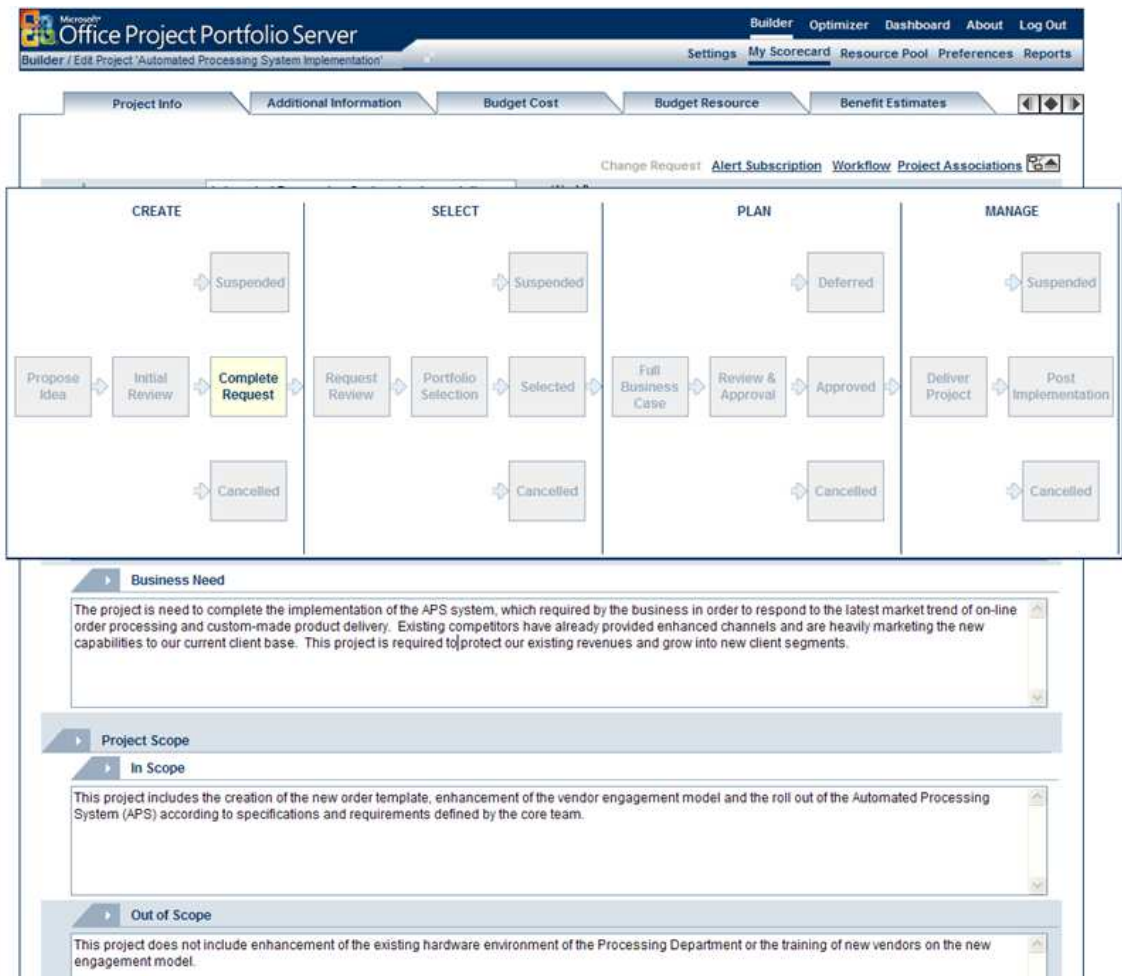 Microsoft®
Office Project Portfolio Server
Builder Optimizer Dashboard About Log Out
Builder / Edit Project 'Automated Processing System Implementation'
Settings My Scorecard Resource Pool Preferences Reports
Project Info Additional Information Budget Cost Budget Resource Benefit Estimates
Change Request Alert Subscription Workflow Project Associations
CREATE SELECT PLAN MANAGE
Suspended Suspended Deferred Suspended
Propose Idea Initial Review Complete Request Request Review Portfolio Selection Selected Full Business Case Review & Approval Approved Deliver Project Post Implementation
Cancelled Cancelled Cancelled Cancelled
Business Need
The project is need to complete the implementation of the APS system, which required by the business in order to respond to the latest market trend of on-line
order processing and custom-made product delivery. Existing competitors have already provided enhanced channels and are heavily marketing the new
capabilities to our current client base. This project is required to protect our existing revenues and grow into new client segments.
Project Scope
In Scope
This project includes the creation of the new order template, enhancement of the vendor engagement model and the roll out of the Automated Processing
System (APS) according to specifications and requirements defined by the core team.
Out of Scope
This project does not include enhancement of the existing hardware environment of the Processing Department or the training of new vendors on the new
engagement model.